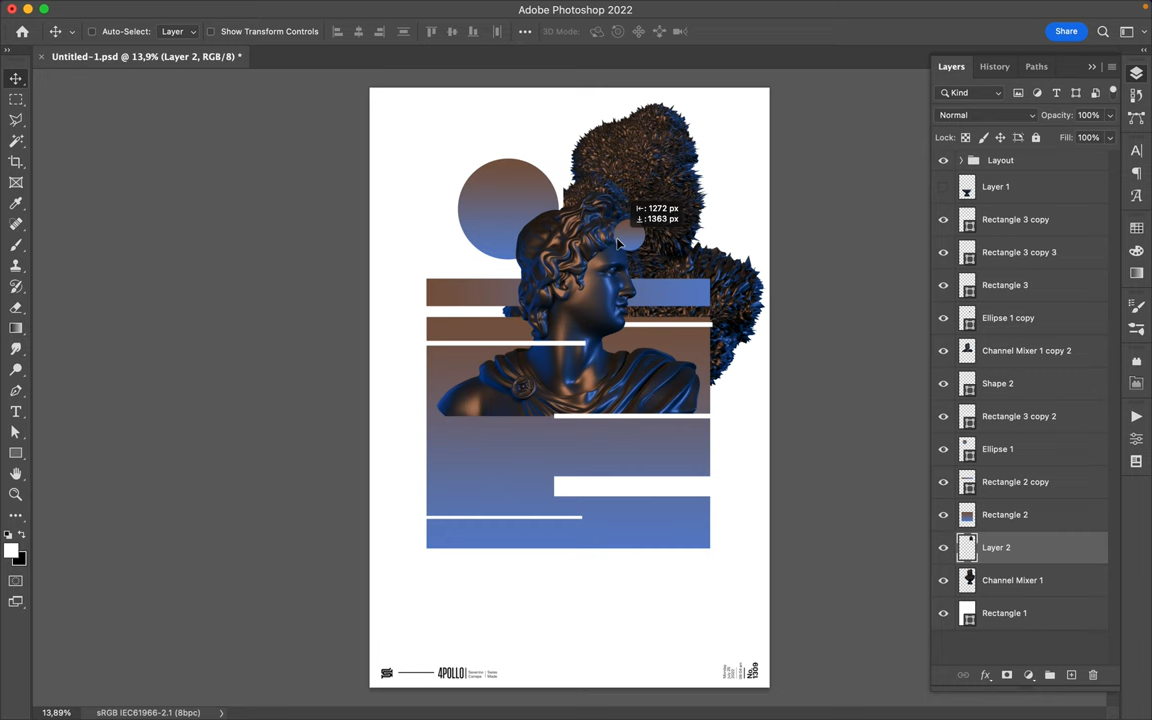 Adobe Photoshop 2022
Auto-Select:
Layer
Show Transform Controls
3D Mode:
Share
Untitled-1.psd @ 13,9% (Layer 2, RGB/8) *
Layers
History
Paths
Kind
Normal
Opacity:
100%
Lock:
Fill:
100%
Layout
Layer 1
Rectangle 3 copy
Rectangle 3 copy 3
Rectangle 3
Ellipse 1 copy
Channel Mixer 1 copy 2
Shape 2
Rectangle 3 copy 2
Ellipse 1
Rectangle 2 copy
Rectangle 2
Layer 2
Channel Mixer 1
Rectangle 1
: 1272 px
: 1363 px
4POLLO
No.
1309
13,89%
sRGB IEC61966-2.1 (8bpc)